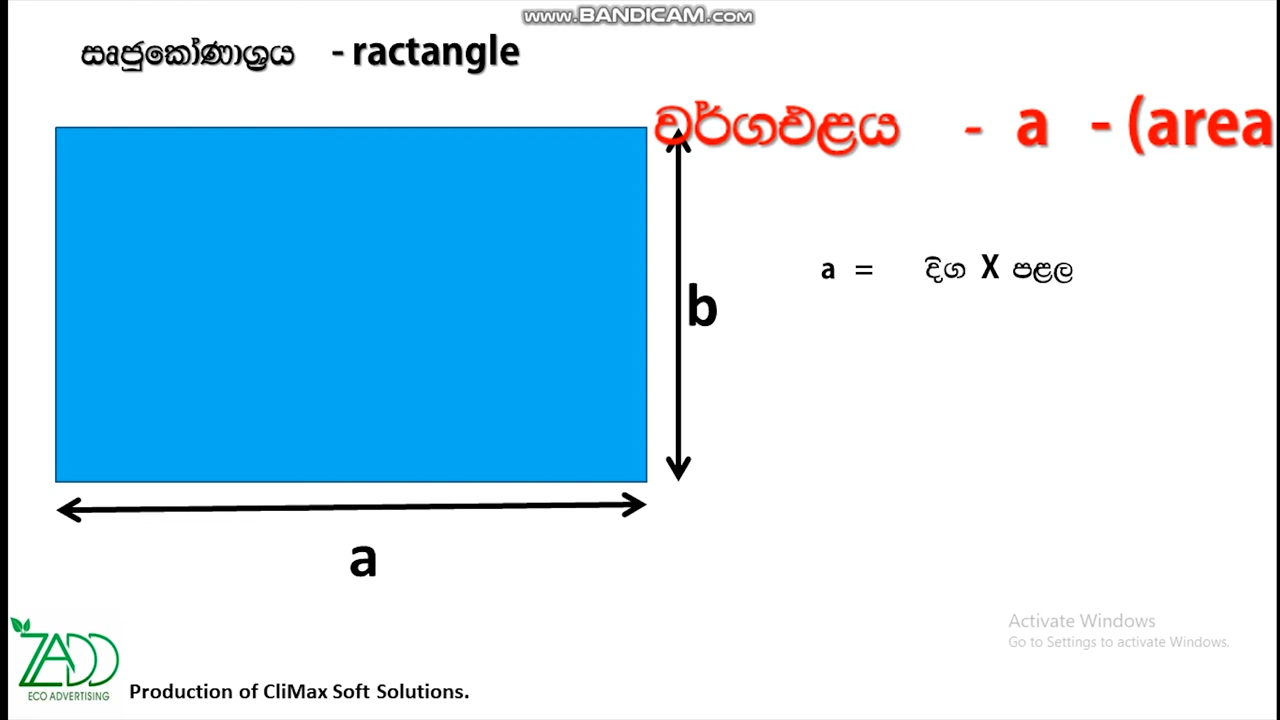 www.BANDICAM.com
සෘජුකෝණාශ්‍රය - ractangle
වර්ගඵළය - a - (area
a = දිග X පළල
b
a
Activate Windows
Go to Settings to activate Windows.
ZADD
ECO ADVERTISING
Production of CliMax Soft Solutions.